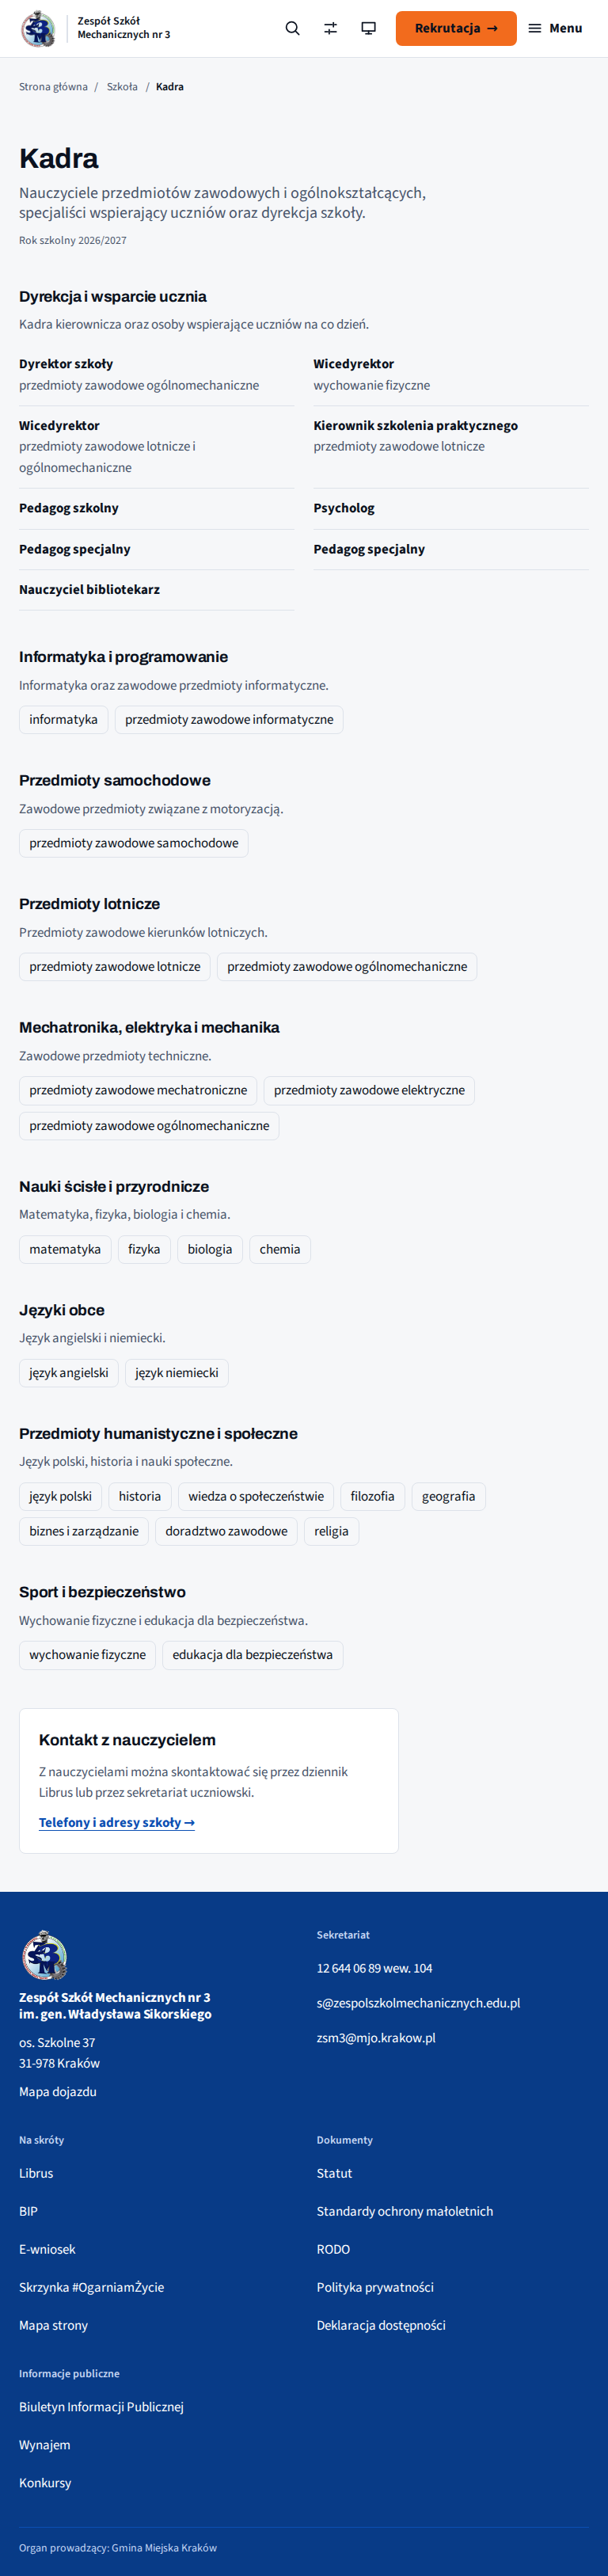 Zespół Szkół
Mechanicznych nr 3
Rekrutacja →
Menu
Strona główna / Szkoła / Kadra
Kadra
Nauczyciele przedmiotów zawodowych i ogólnokształcących,
specjaliści wspierający uczniów oraz dyrekcja szkoły.
Rok szkolny 2026/2027
Dyrekcja i wsparcie ucznia
Kadra kierownicza oraz osoby wspierające uczniów na co dzień.
Dyrektor szkoły
przedmioty zawodowe ogólnomechaniczne
Wicedyrektor
wychowanie fizyczne
Wicedyrektor
przedmioty zawodowe lotnicze i
ogólnomechaniczne
Kierownik szkolenia praktycznego
przedmioty zawodowe lotnicze
Pedagog szkolny
Psycholog
Pedagog specjalny
Pedagog specjalny
Nauczyciel bibliotekarz
Informatyka i programowanie
Informatyka oraz zawodowe przedmioty informatyczne.
informatyka
przedmioty zawodowe informatyczne
Przedmioty samochodowe
Zawodowe przedmioty związane z motoryzacją.
przedmioty zawodowe samochodowe
Przedmioty lotnicze
Przedmioty zawodowe kierunków lotniczych.
przedmioty zawodowe lotnicze
przedmioty zawodowe ogólnomechaniczne
Mechatronika, elektryka i mechanika
Zawodowe przedmioty techniczne.
przedmioty zawodowe mechatroniczne
przedmioty zawodowe elektryczne
przedmioty zawodowe ogólnomechaniczne
Nauki ścisłe i przyrodnicze
Matematyka, fizyka, biologia i chemia.
matematyka
fizyka
biologia
chemia
Języki obce
Język angielski i niemiecki.
język angielski
język niemiecki
Przedmioty humanistyczne i społeczne
Język polski, historia i nauki społeczne.
język polski
historia
wiedza o społeczeństwie
filozofia
geografia
biznes i zarządzanie
doradztwo zawodowe
religia
Sport i bezpieczeństwo
Wychowanie fizyczne i edukacja dla bezpieczeństwa.
wychowanie fizyczne
edukacja dla bezpieczeństwa
Kontakt z nauczycielem
Z nauczycielami można skontaktować się przez dziennik
Librus lub przez sekretariat uczniowski.
Telefony i adresy szkoły →
Zespół Szkół Mechanicznych nr 3
im. gen. Władysława Sikorskiego
os. Szkolne 37
31-978 Kraków
Mapa dojazdu
Sekretariat
12 644 06 89 wew. 104
s@zespolszkolmechanicznych.edu.pl
zsm3@mjo.krakow.pl
Na skróty
Librus
BIP
E-wniosek
Skrzynka #OgarniamŻycie
Mapa strony
Dokumenty
Statut
Standardy ochrony małoletnich
RODO
Polityka prywatności
Deklaracja dostępności
Informacje publiczne
Biuletyn Informacji Publicznej
Wynajem
Konkursy
Organ prowadzący: Gmina Miejska Kraków